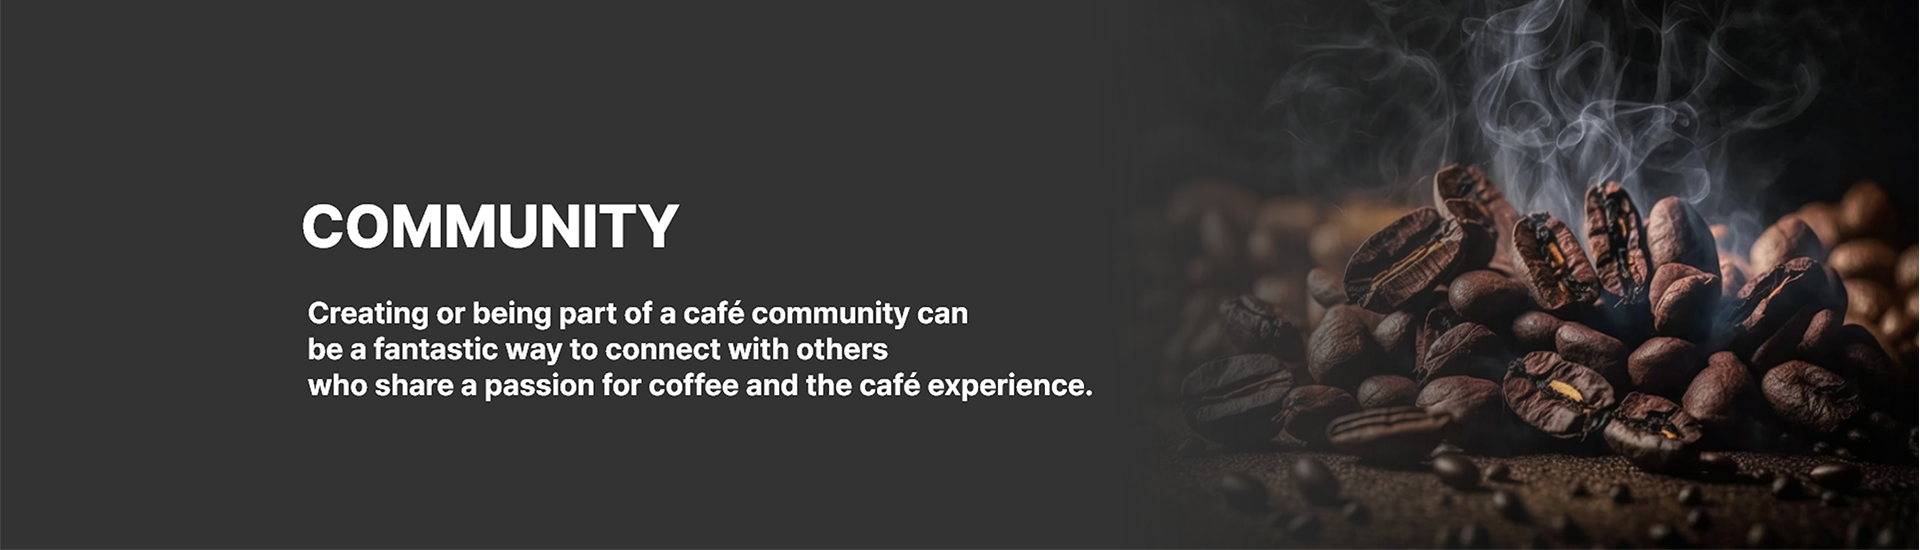 COMMUNITY
Creating or being part of a café community can
be a fantastic way to connect with others
who share a passion for coffee and the café experience.